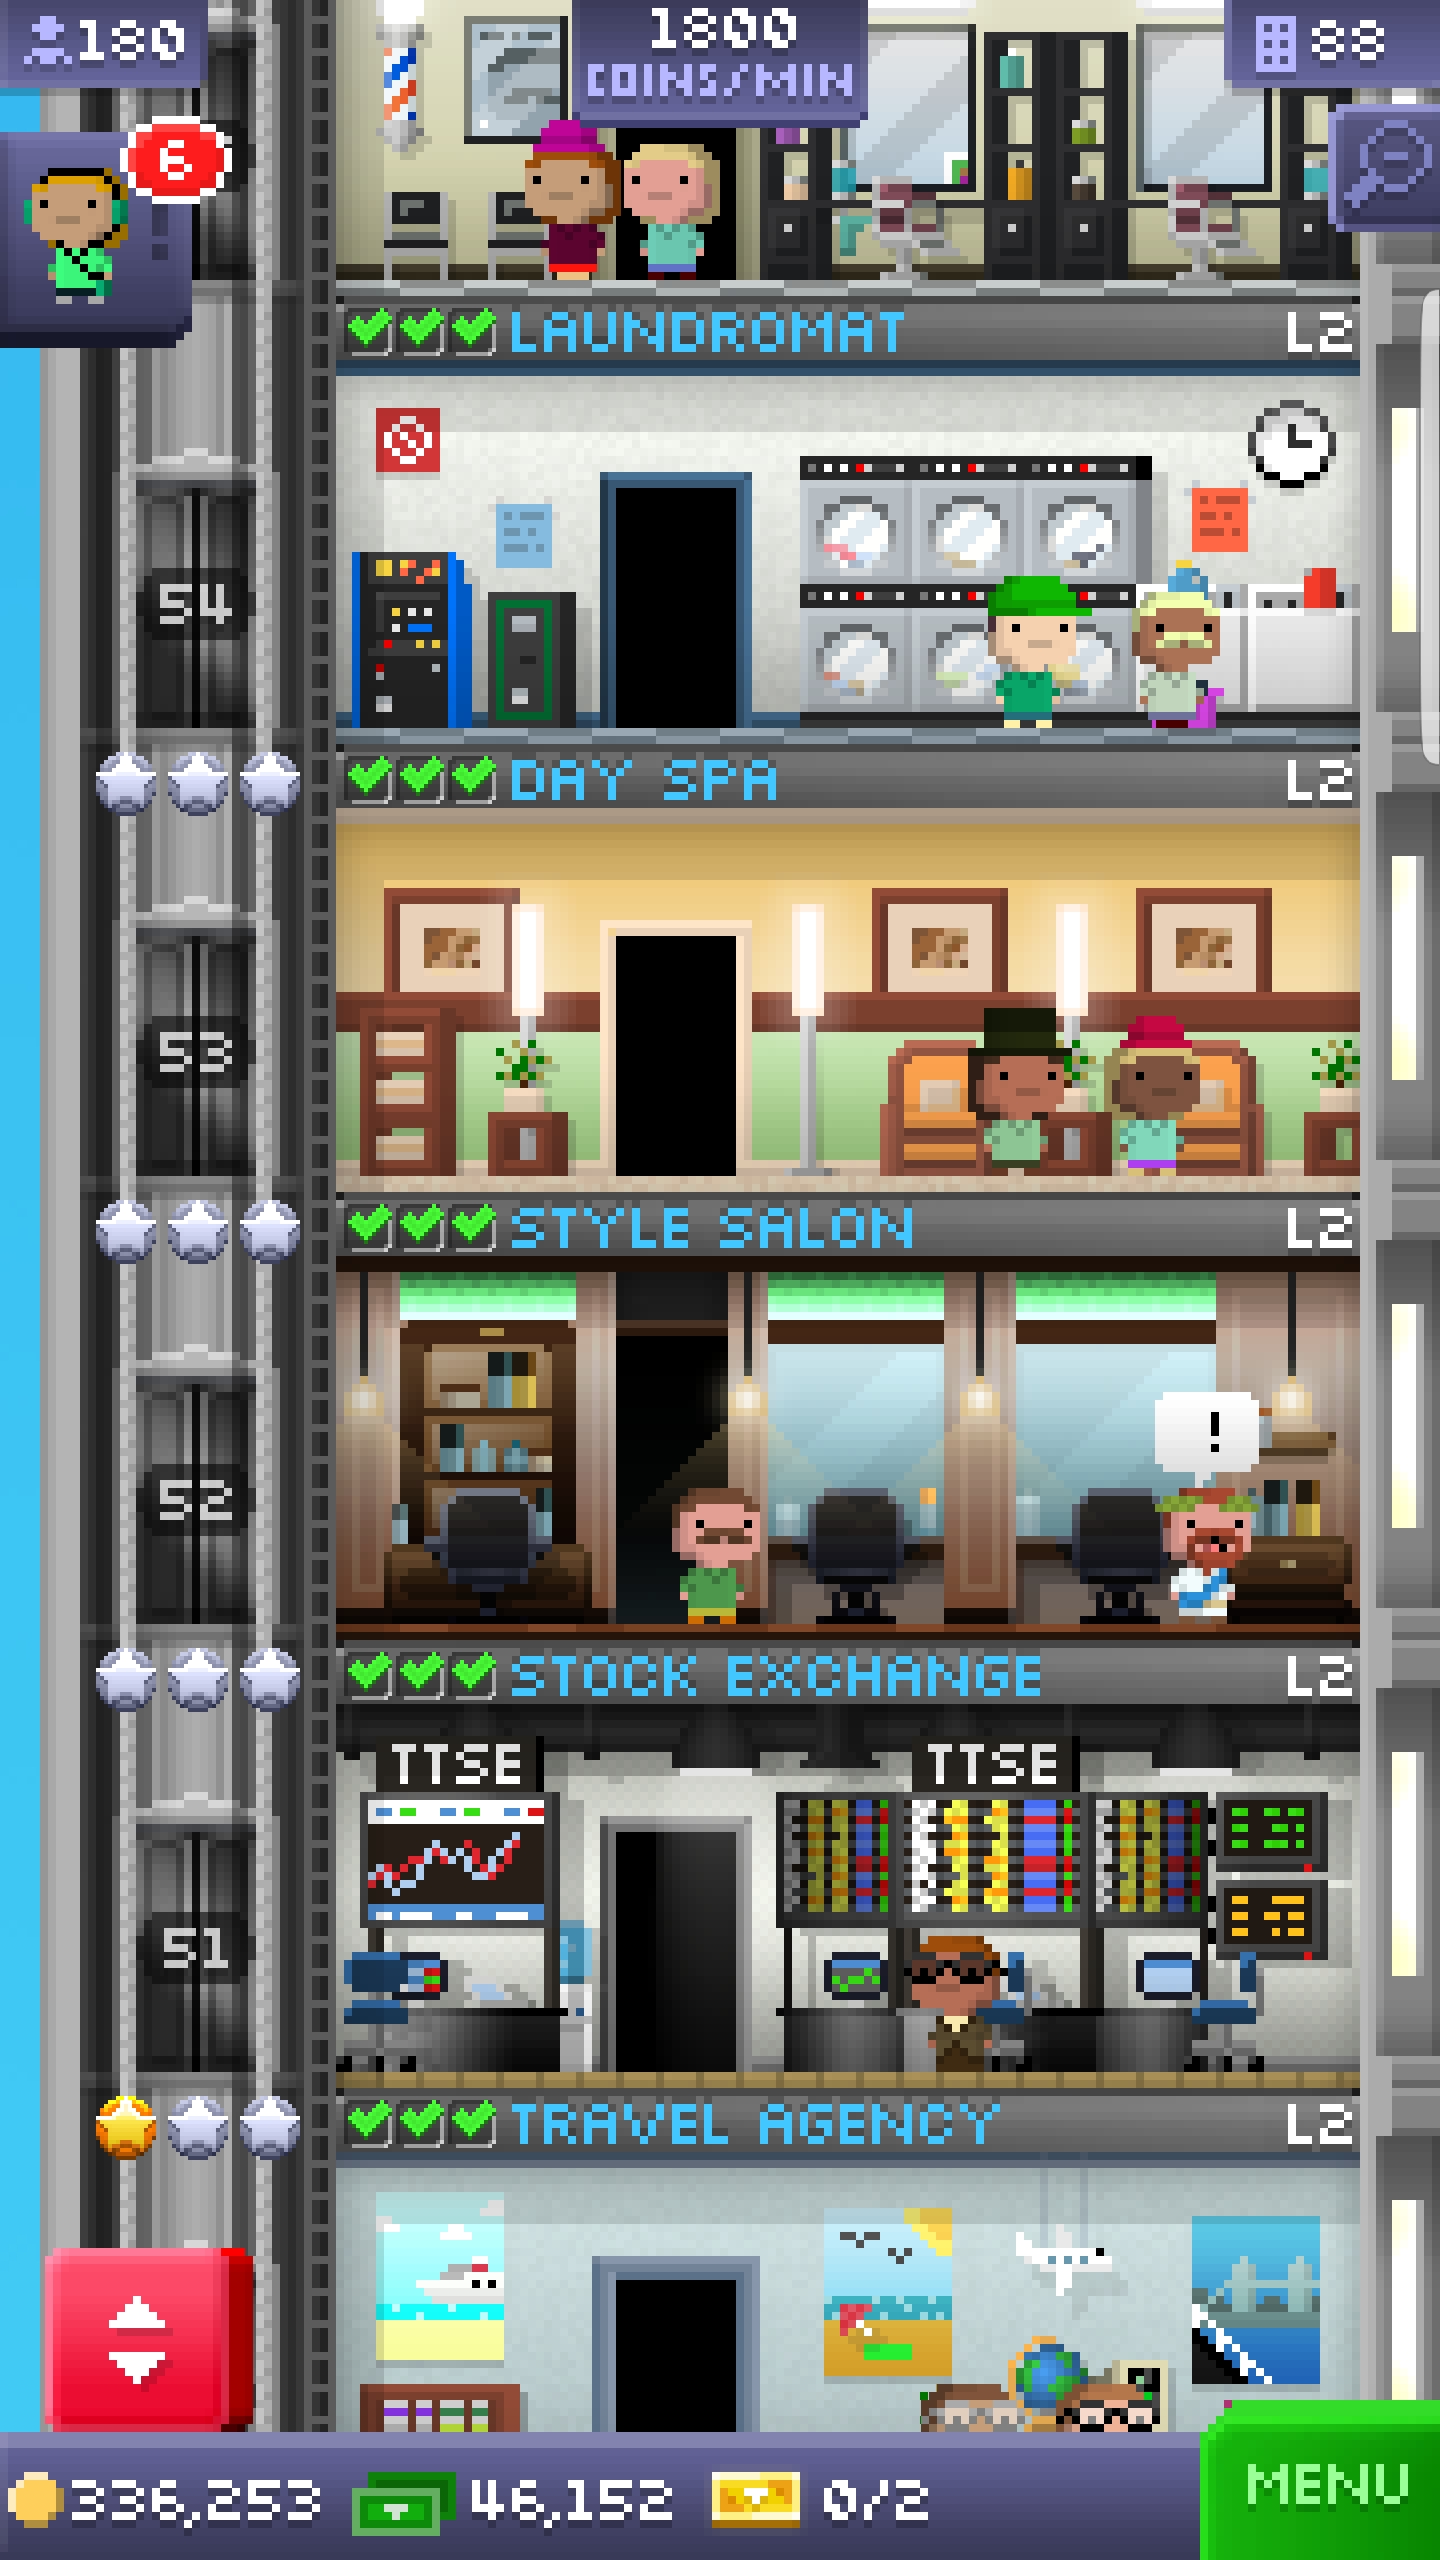 180
1800
COINS/MIN
88
6
LAUNDROMAT L2
54
DAY SPA L2
53
STYLE SALON L2
52
!
STOCK EXCHANGE L2
TTSE TTSE
51
TRAVEL AGENCY L2
336,253 46,152 0/2 MENU